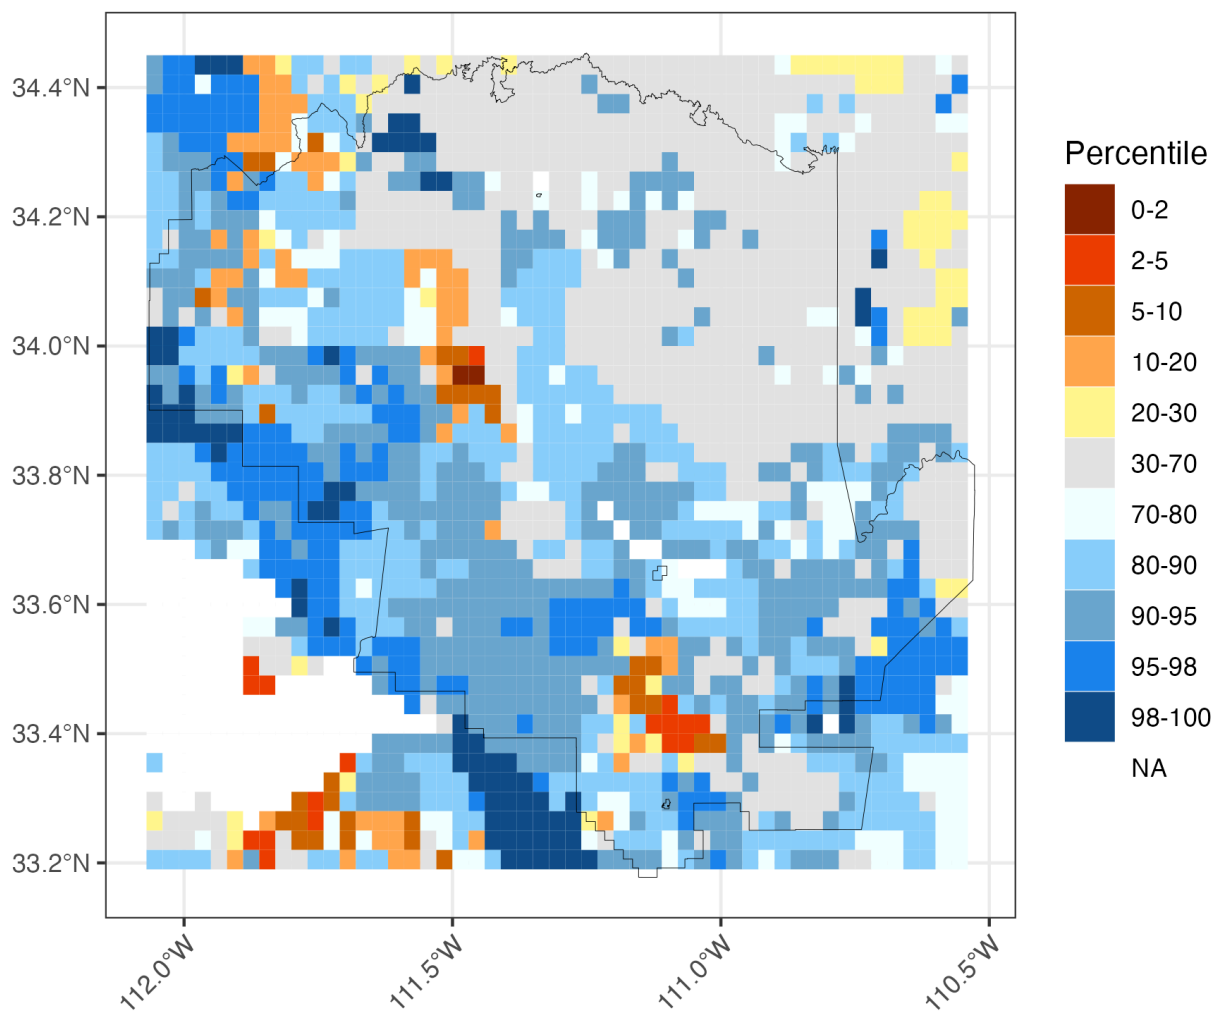 34.4°N
34.2°N
34.0°N
33.8°N
33.6°N
33.4°N
33.2°N
112.0°W
111.5°W
111.0°W
110.5°W
Percentile
0-2
2-5
5-10
10-20
20-30
30-70
70-80
80-90
90-95
95-98
98-100
NA